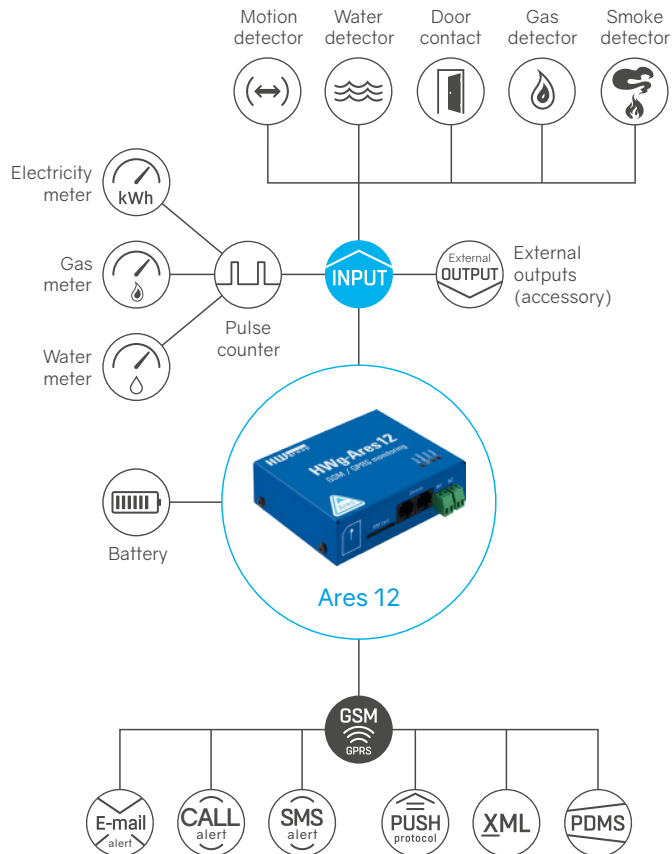 Motion detector
Water detector
Door contact
Gas detector
Smoke detector
Electricity meter
kWh
Gas meter
Water meter
Pulse counter
INPUT
External OUTPUT
External outputs (accessory)
HWg-Ares12
GSM / GPRS monitoring
Battery
Ares 12
GSM
GPRS
E-mail
alert
CALL
alert
SMS
alert
PUSH
protocol
XML
PDMS